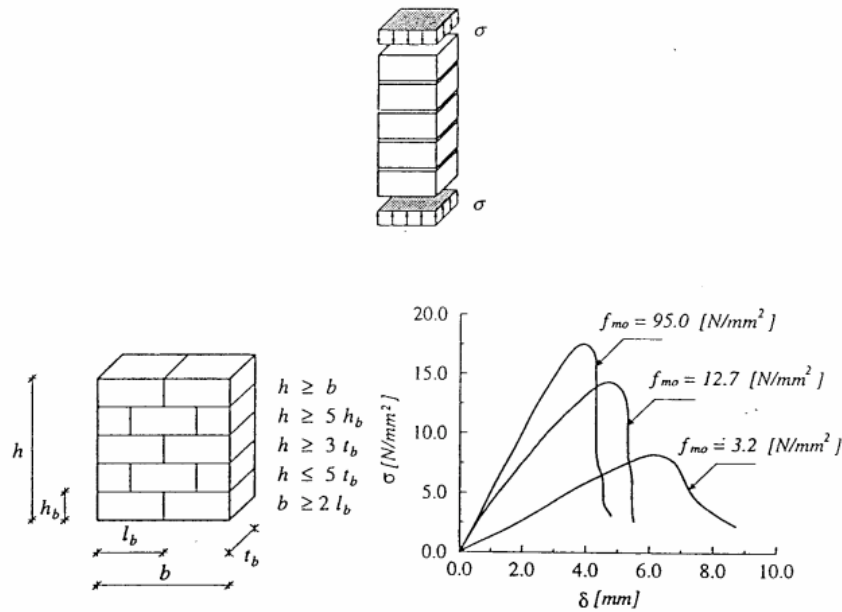 σ
σ
h
h_b
l_b
b
t_b
h ≥ b
h ≥ 5 h_b
h ≥ 3 t_b
h ≤ 5 t_b
b ≥ 2 l_b
20.0
15.0
10.0
5.0
0.0
σ [N/mm²]
f_mo = 95.0 [N/mm²]
f_mo = 12.7 [N/mm²]
f_mo = 3.2 [N/mm²]
0.0 2.0 4.0 6.0 8.0 10.0
δ [mm]